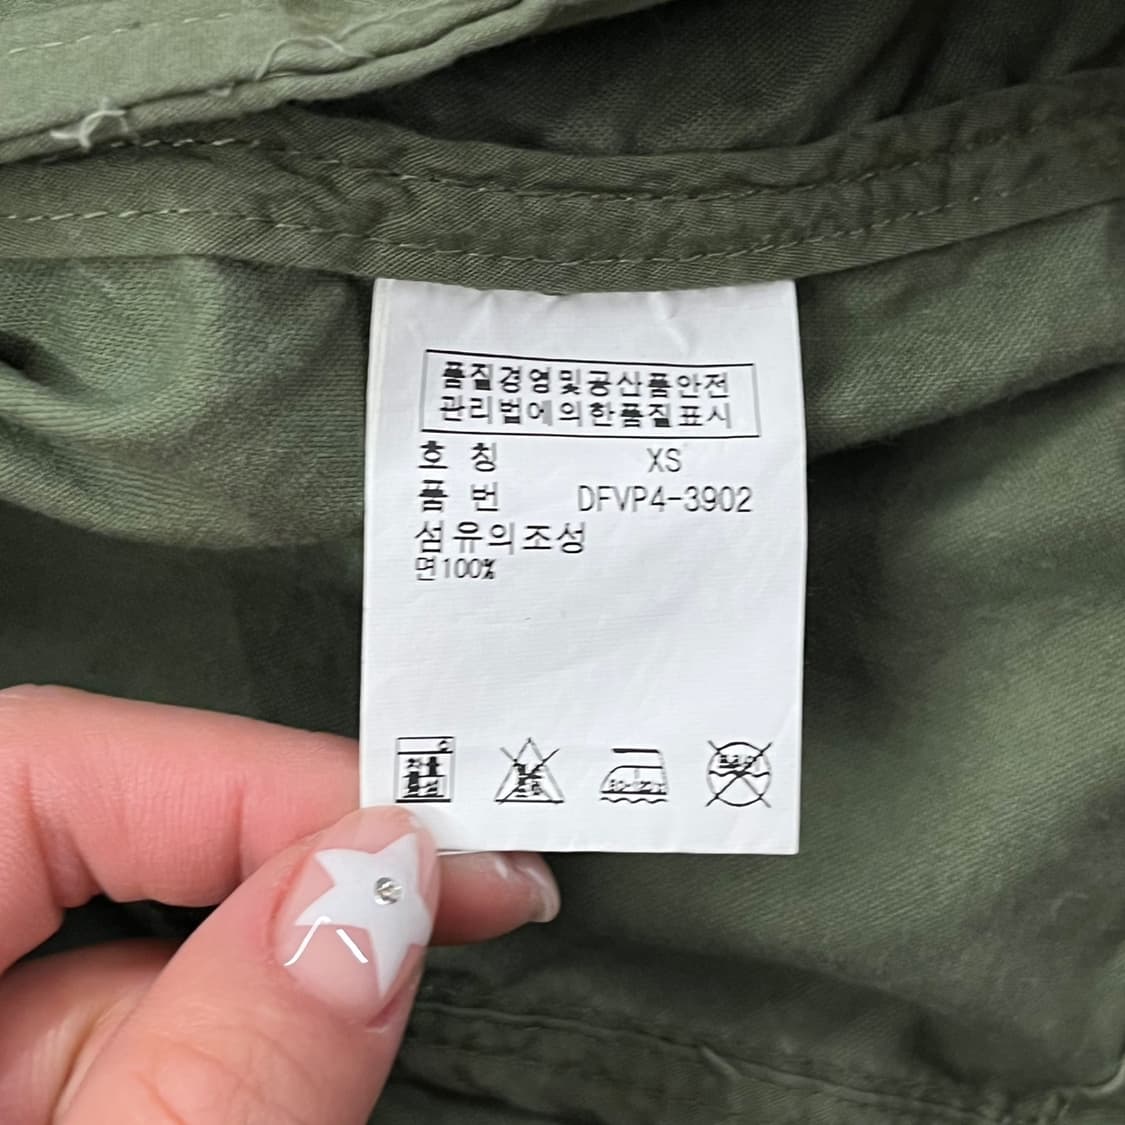 품질경영및공산품안전
관리법에의한품질표시
호 칭 XS
품 번 DFVP4-3902
섬유의조성
면100%